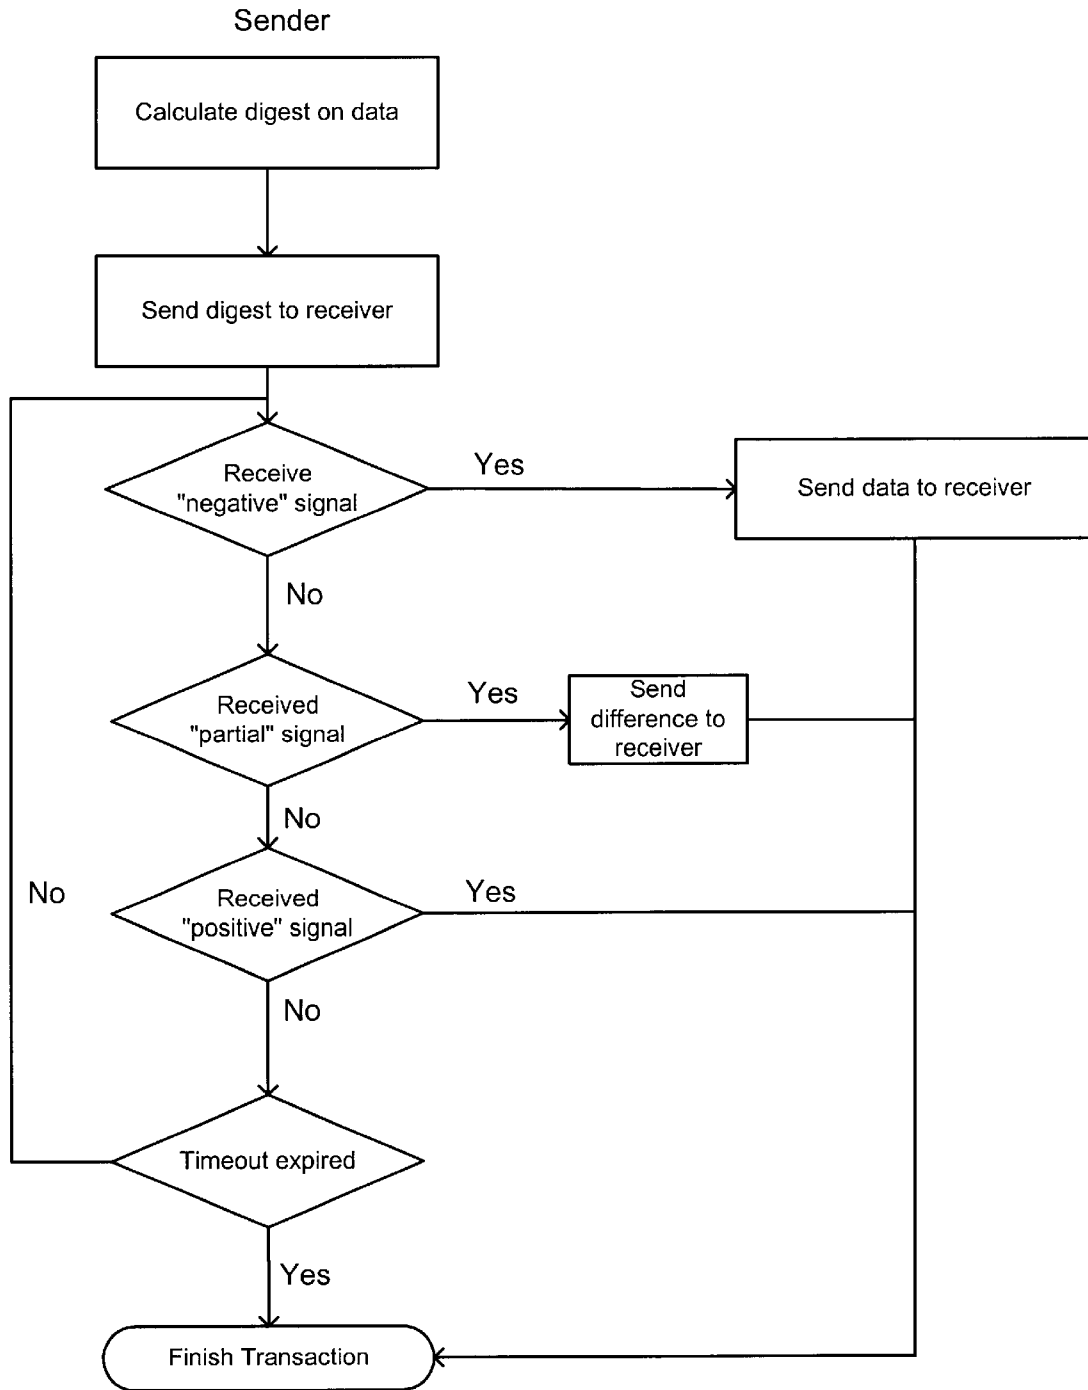 Sender
Calculate digest on data
Send digest to receiver
Receive
"negative" signal
Yes
Send data to receiver
No
Received
"partial" signal
Yes
Send
difference to
receiver
No
Received
"positive" signal
Yes
No
No
Timeout expired
Yes
Finish Transaction